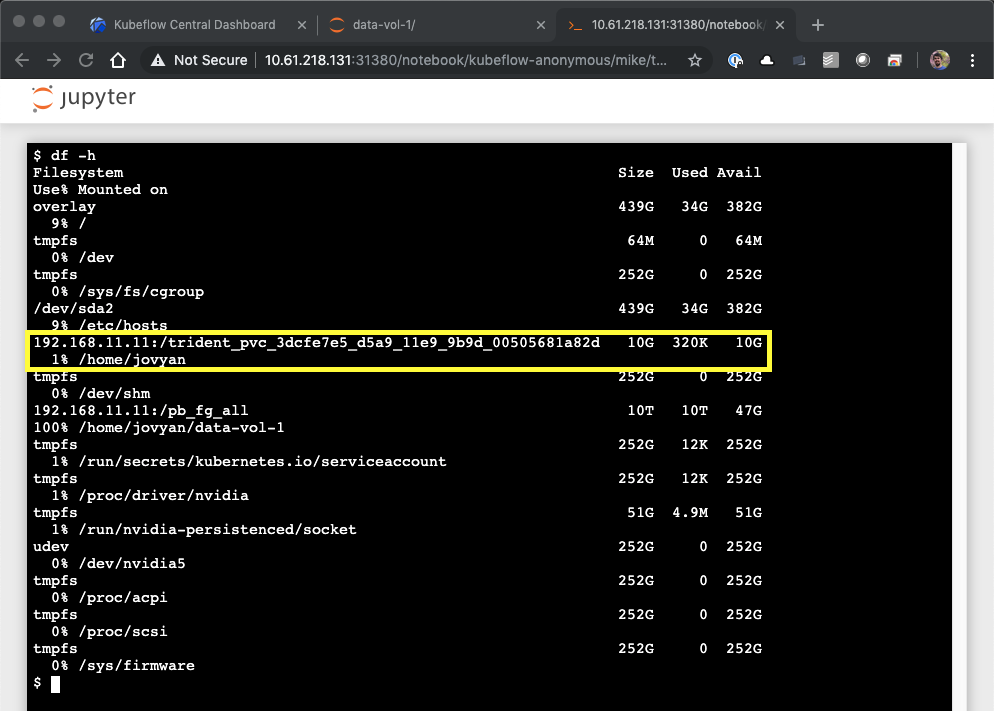 Kubeflow Central Dashboard
data-vol-1/
10.61.218.131:31380/notebook/
Not Secure
10.61.218.131:31380/notebook/kubeflow-anonymous/mike/t...
jupyter
$ df -h
Filesystem Size Used Avail
Use% Mounted on
overlay 439G 34G 382G
9% /
tmpfs 64M 0 64M
0% /dev
tmpfs 252G 0 252G
0% /sys/fs/cgroup
/dev/sda2 439G 34G 382G
9% /etc/hosts
192.168.11.11:/trident_pvc_3dcfe7e5_d5a9_11e9_9b9d_00505681a82d 10G 320K 10G
1% /home/jovyan
tmpfs 252G 0 252G
0% /dev/shm
192.168.11.11:/pb_fg_all 10T 10T 47G
100% /home/jovyan/data-vol-1
tmpfs 252G 12K 252G
1% /run/secrets/kubernetes.io/serviceaccount
tmpfs 252G 12K 252G
1% /proc/driver/nvidia
tmpfs 51G 4.9M 51G
1% /run/nvidia-persistenced/socket
udev 252G 0 252G
0% /dev/nvidia5
tmpfs 252G 0 252G
0% /proc/acpi
tmpfs 252G 0 252G
0% /proc/scsi
tmpfs 252G 0 252G
0% /sys/firmware
$